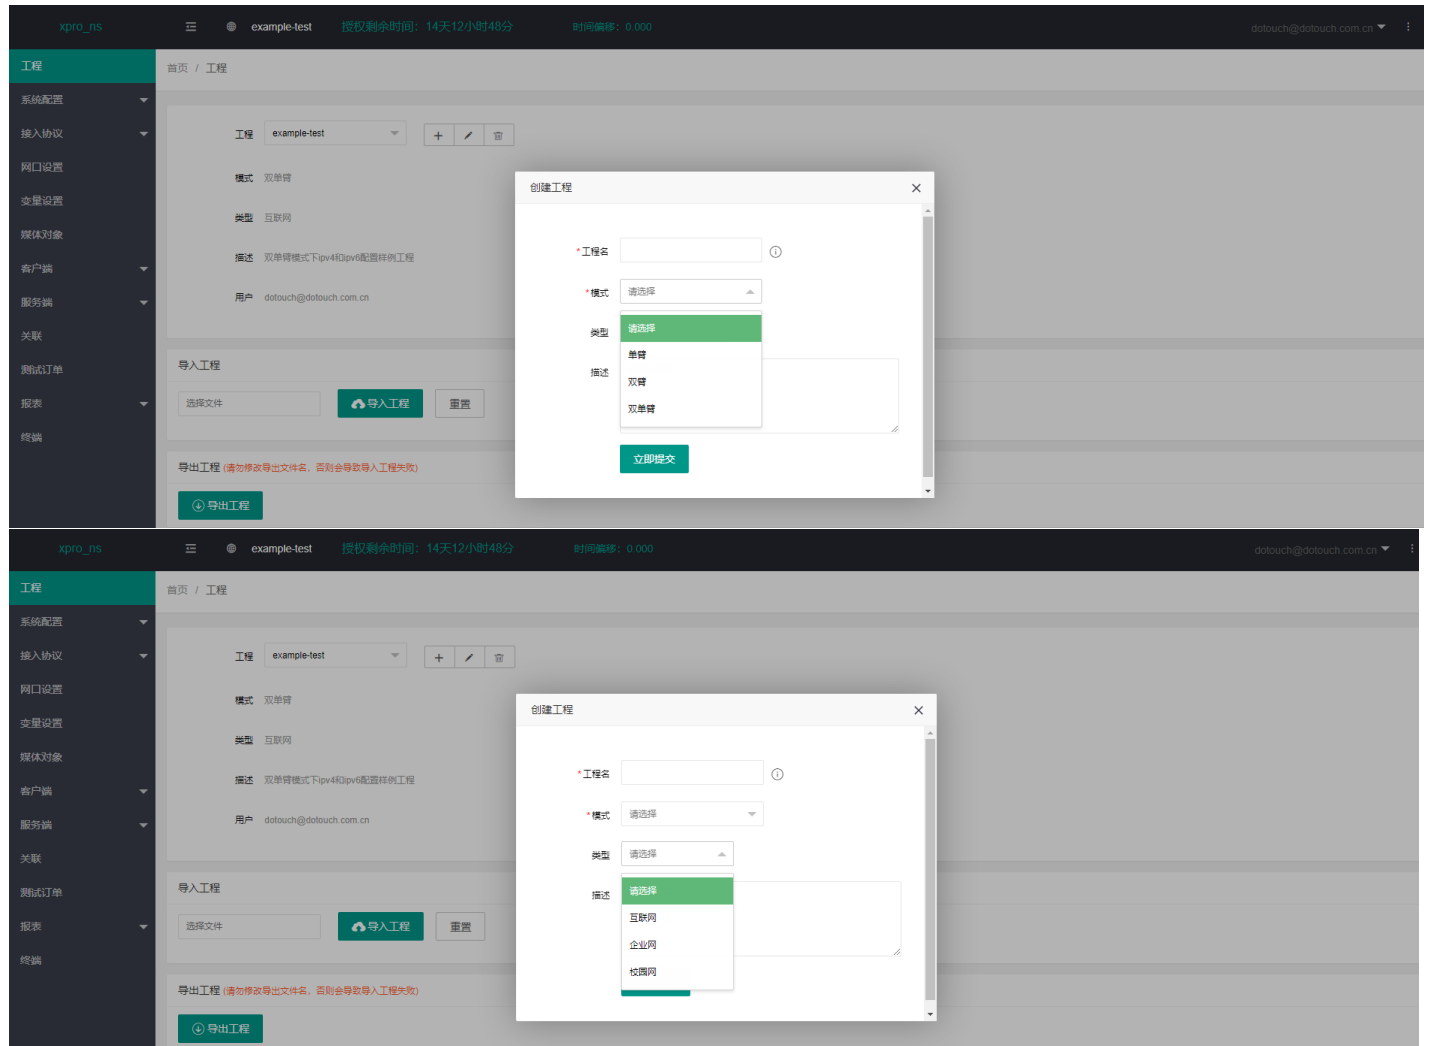 xpro_ns example-test 授权剩余时间：14天12小时48分 时间偏移：0.000 dotouch@dotouch.com.cn
工程
系统配置
接入协议
网口设置
变量设置
媒体对象
客户端
服务端
关联
测试订单
报表
终端
首页 / 工程
工程 example-test
模式 双单臂
类型 互联网
描述 双单臂模式下ipv4和ipv6配置样例工程
用户 dotouch@dotouch.com.cn
导入工程
选择文件 导入工程 重置
导出工程 (请勿修改导出文件名，否则会导致导入工程失败)
导出工程
创建工程
*工程名
*模式 请选择
请选择
单臂
双臂
双单臂
类型
描述
立即提交
xpro_ns example-test 授权剩余时间：14天12小时48分 时间偏移：0.000 dotouch@dotouch.com.cn
工程
系统配置
接入协议
网口设置
变量设置
媒体对象
客户端
服务端
关联
测试订单
报表
终端
首页 / 工程
工程 example-test
模式 双单臂
类型 互联网
描述 双单臂模式下ipv4和ipv6配置样例工程
用户 dotouch@dotouch.com.cn
导入工程
选择文件 导入工程 重置
导出工程 (请勿修改导出文件名，否则会导致导入工程失败)
导出工程
创建工程
*工程名
*模式 请选择
类型 请选择
请选择
互联网
企业网
校园网
描述